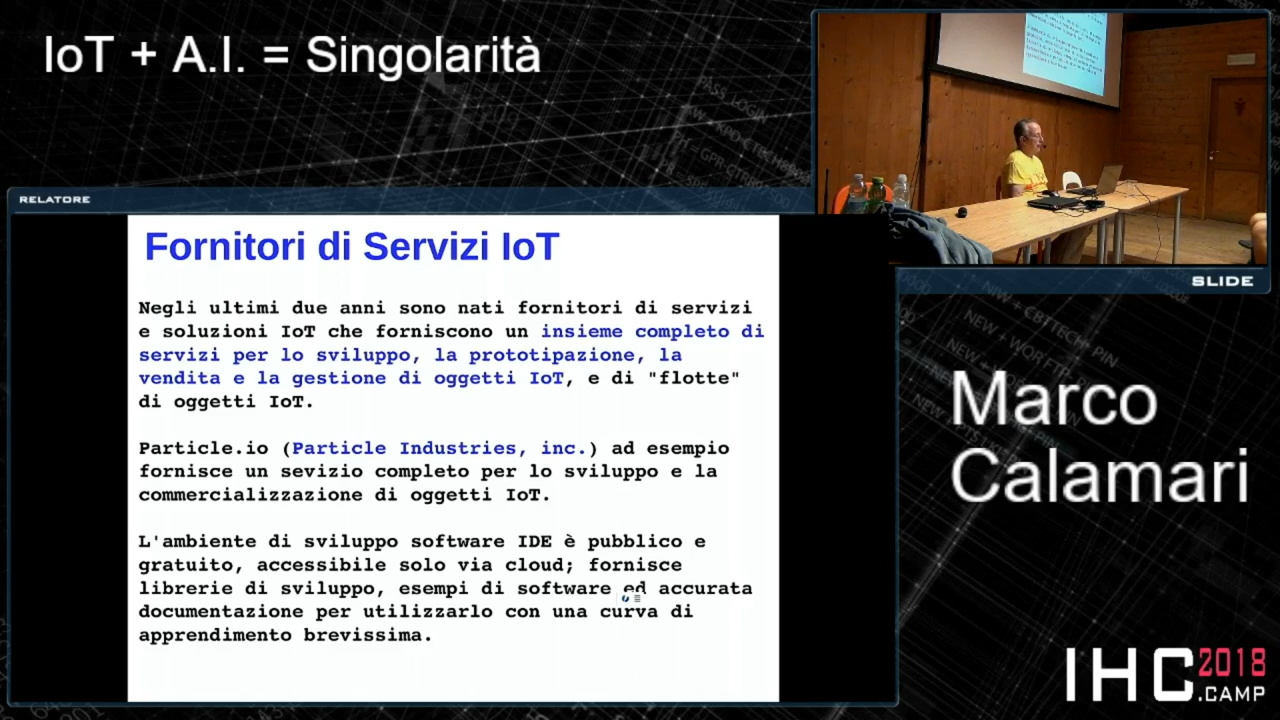 IoT + A.I. = Singolarità
RELATORE
Fornitori di Servizi IoT
Negli ultimi due anni sono nati fornitori di servizi
e soluzioni IoT che forniscono un insieme completo di
servizi per lo sviluppo, la prototipazione, la
vendita e la gestione di oggetti IoT, e di "flotte"
di oggetti IoT.
Particle.io (Particle Industries, inc.) ad esempio
fornisce un sevizio completo per lo sviluppo e la
commercializzazione di oggetti IoT.
L'ambiente di sviluppo software IDE è pubblico e
gratuito, accessibile solo via cloud; fornisce
librerie di sviluppo, esempi di software ed accurata
documentazione per utilizzarlo con una curva di
apprendimento brevissima.
SLIDE
Marco
Calamari
IHC 2018
.CAMP